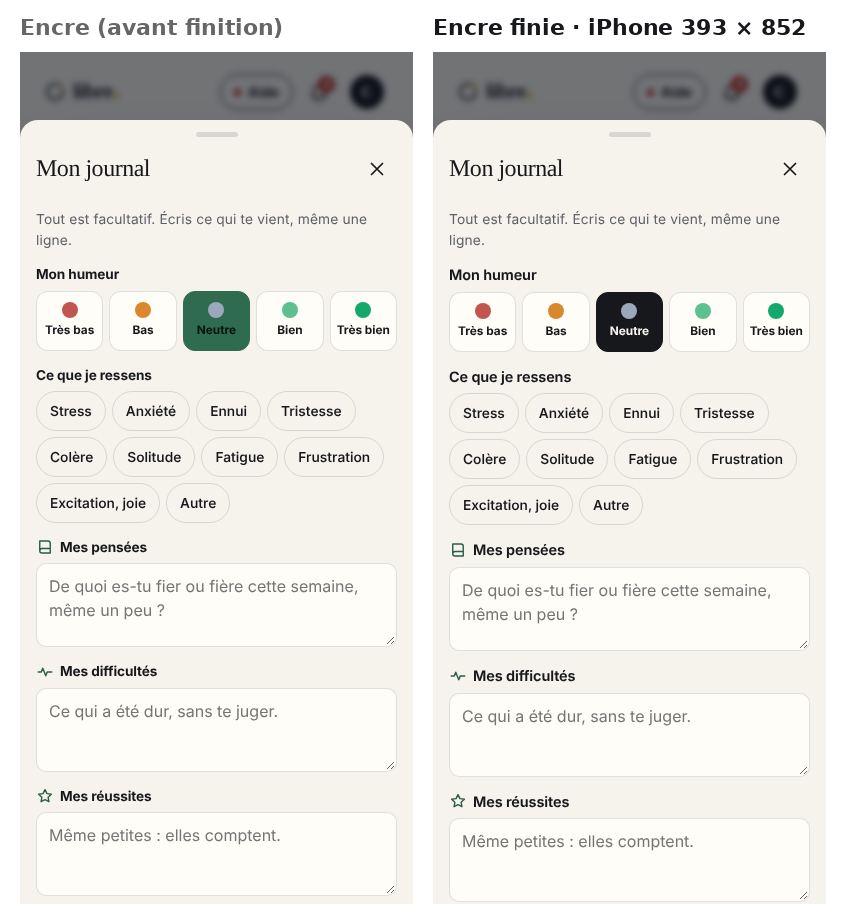 Encre (avant finition)
libre.
Aide
C
Mon journal
Tout est facultatif. Écris ce qui te vient, même une
ligne.
Mon humeur
Très bas
Bas
Neutre
Bien
Très bien
Ce que je ressens
Stress
Anxiété
Ennui
Tristesse
Colère
Solitude
Fatigue
Frustration
Excitation, joie
Autre
Mes pensées
De quoi es-tu fier ou fière cette semaine,
même un peu ?
Mes difficultés
Ce qui a été dur, sans te juger.
Mes réussites
Même petites : elles comptent.
Encre finie · iPhone 393 × 852
libre.
Aide
C
Mon journal
Tout est facultatif. Écris ce qui te vient, même une
ligne.
Mon humeur
Très bas
Bas
Neutre
Bien
Très bien
Ce que je ressens
Stress
Anxiété
Ennui
Tristesse
Colère
Solitude
Fatigue
Frustration
Excitation, joie
Autre
Mes pensées
De quoi es-tu fier ou fière cette semaine,
même un peu ?
Mes difficultés
Ce qui a été dur, sans te juger.
Mes réussites
Même petites : elles comptent.